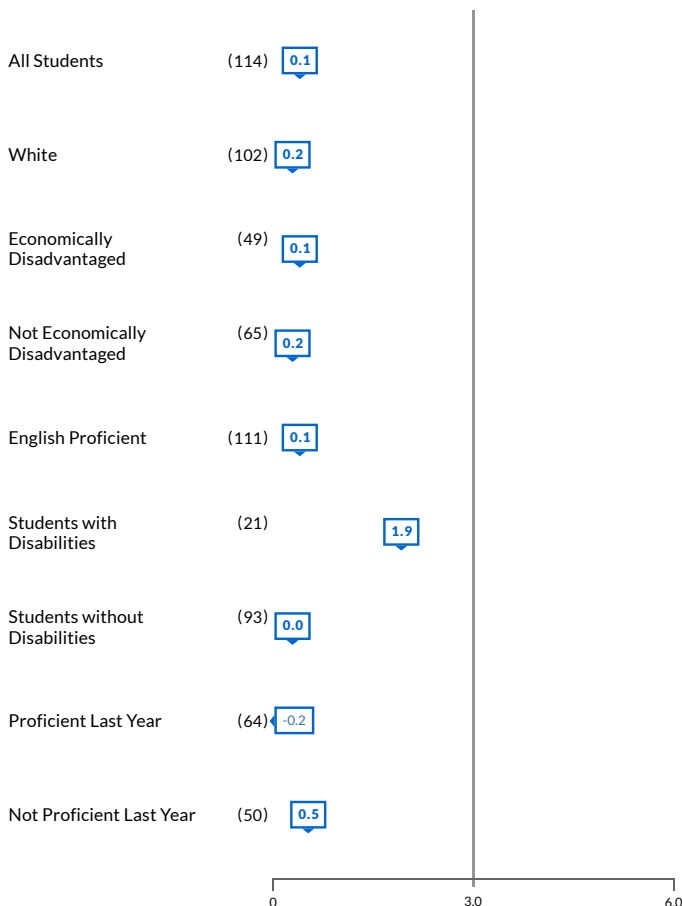 All Students (114) 0.1
White (102) 0.2
Economically (49)
Disadvantaged 0.1
Not Economically (65)
Disadvantaged 0.2
English Proficient (111) 0.1
Students with (21)
Disabilities 1.9
Students without (93)
Disabilities 0.0
Proficient Last Year (64) -0.2
Not Proficient Last Year (50) 0.5
0 3.0 6.0